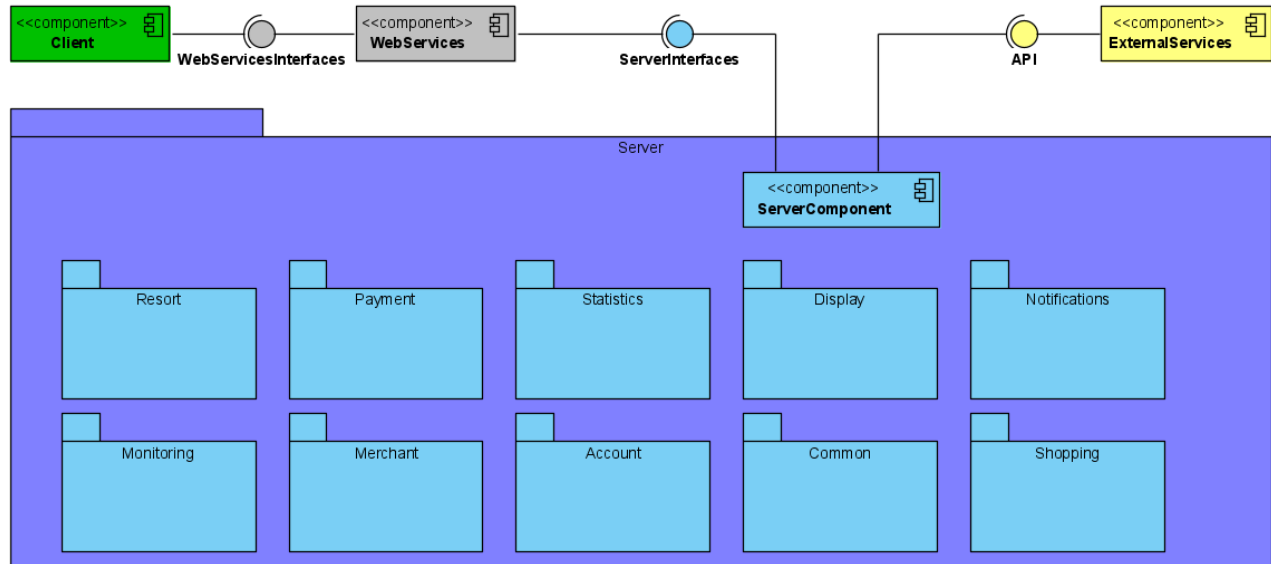 <<component>>
Client
WebServicesInterfaces
<<component>>
WebServices
ServerInterfaces
API
<<component>>
ExternalServices
Server
<<component>>
ServerComponent
Resort
Payment
Statistics
Display
Notifications
Monitoring
Merchant
Account
Common
Shopping